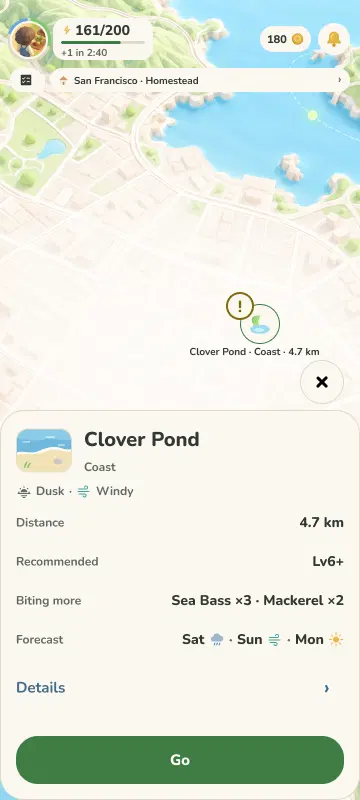 161/200
+1 in 2:40
180
San Francisco · Homestead ›
!
Clover Pond · Coast · 4.7 km
Clover Pond
Coast
Dusk · Windy
Distance 4.7 km
Recommended Lv6+
Biting more Sea Bass ×3 · Mackerel ×2
Forecast Sat · Sun · Mon
Details ›
Go